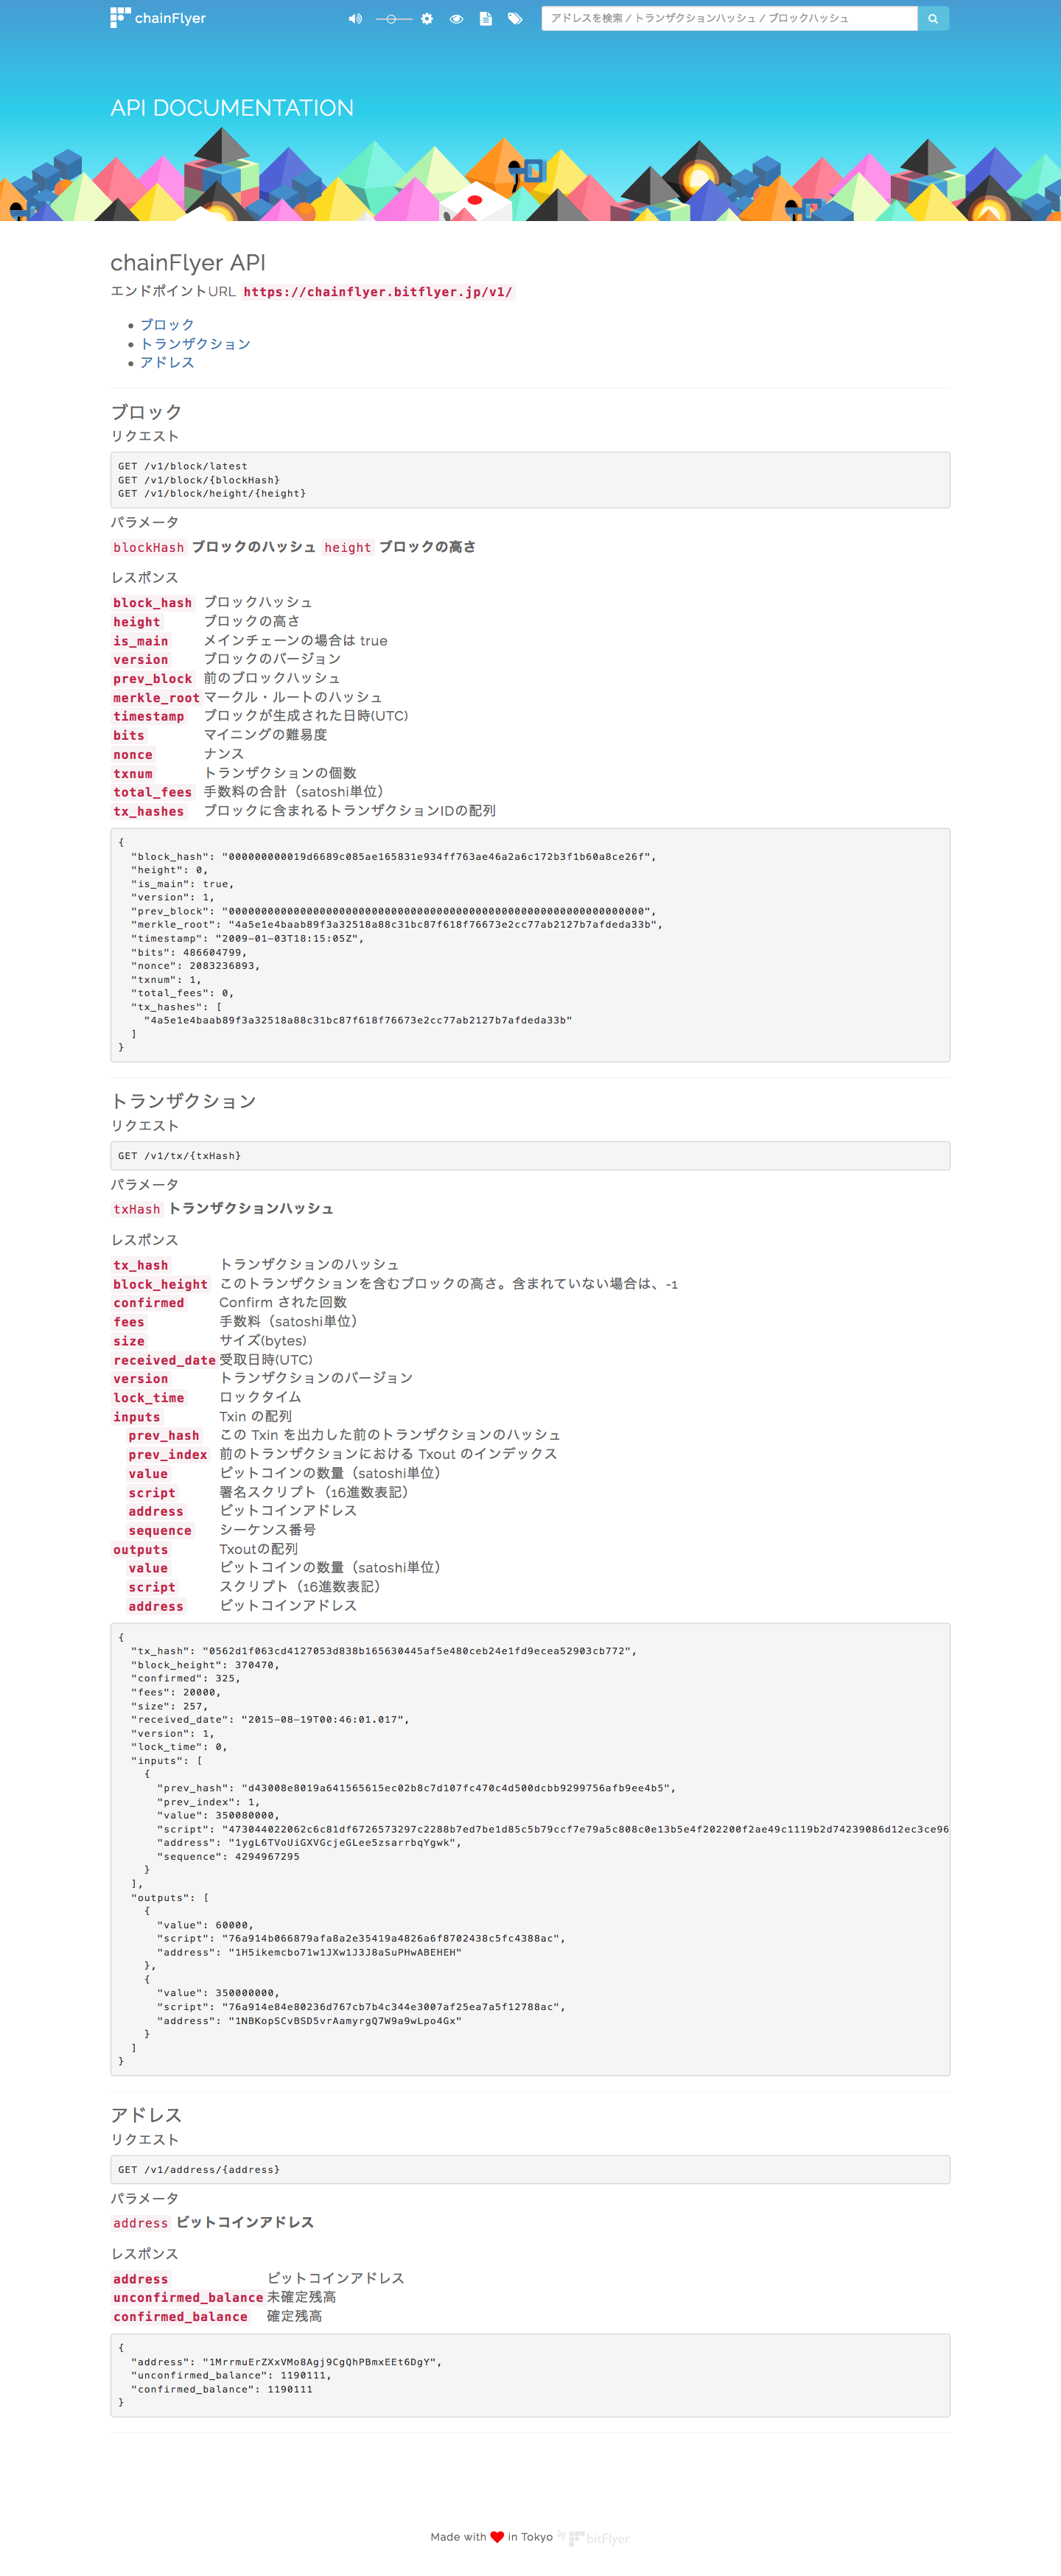 chainFlyer
アドレスを検索 / トランザクションハッシュ / ブロックハッシュ
API DOCUMENTATION
chainFlyer API
エンドポイントURL https://chainflyer.bitflyer.jp/v1/
ブロック
トランザクション
アドレス
ブロック
リクエスト
GET /v1/block/latest
GET /v1/block/{blockHash}
GET /v1/block/height/{height}
パラメータ
blockHash ブロックのハッシュ height ブロックの高さ
レスポンス
block_hash ブロックハッシュ
height ブロックの高さ
is_main メインチェーンの場合は true
version ブロックのバージョン
prev_block 前のブロックハッシュ
merkle_root マークル・ルートのハッシュ
timestamp ブロックが生成された日時(UTC)
bits マイニングの難易度
nonce ナンス
txnum トランザクションの個数
total_fees 手数料の合計（satoshi単位）
tx_hashes ブロックに含まれるトランザクションIDの配列
{
"block_hash": "000000000019d6689c085ae165831e934ff763ae46a2a6c172b3f1b60a8ce26f",
"height": 0,
"is_main": true,
"version": 1,
"prev_block": "0000000000000000000000000000000000000000000000000000000000000000",
"merkle_root": "4a5e1e4baab89f3a32518a88c31bc87f618f76673e2cc77ab2127b7afdeda33b",
"timestamp": "2009-01-03T18:15:05Z",
"bits": 486604799,
"nonce": 2083236893,
"txnum": 1,
"total_fees": 0,
"tx_hashes": [
"4a5e1e4baab89f3a32518a88c31bc87f618f76673e2cc77ab2127b7afdeda33b"
]
}
トランザクション
リクエスト
GET /v1/tx/{txHash}
パラメータ
txHash トランザクションハッシュ
レスポンス
tx_hash トランザクションのハッシュ
block_height このトランザクションを含むブロックの高さ。含まれていない場合は、-1
confirmed Confirm された回数
fees 手数料（satoshi単位）
size サイズ(bytes)
received_date 受取日時(UTC)
version トランザクションのバージョン
lock_time ロックタイム
inputs Txin の配列
prev_hash この Txin を出力した前のトランザクションのハッシュ
prev_index 前のトランザクションにおける Txout のインデックス
value ビットコインの数量（satoshi単位）
script 署名スクリプト（16進数表記）
address ビットコインアドレス
sequence シーケンス番号
outputs Txoutの配列
value ビットコインの数量（satoshi単位）
script スクリプト（16進数表記）
address ビットコインアドレス
{
"tx_hash": "0562d1f063cd4127053d838b165630445af5e480ceb24e1fd9ecea52903cb772",
"block_height": 370470,
"confirmed": 325,
"fees": 20000,
"size": 257,
"received_date": "2015-08-19T00:46:01.017",
"version": 1,
"lock_time": 0,
"inputs": [
{
"prev_hash": "d43008e8019a641565615ec02b8c7d107fc470c4d500dcbb9299756afb9ee4b5",
"prev_index": 1,
"value": 350080000,
"script": "473044022062c6c81df6726573297c2288b7ed7be1d85c5b79ccf7e79a5c808c0e13b5e4f202200f2ae49c1119b2d74239086d12ec3ce96
"address": "1ygL6TVoUiGXVGcjeGLee5zsarrbqYgwk",
"sequence": 4294967295
}
],
"outputs": [
{
"value": 60000,
"script": "76a914b066879afa8a2e35419a4826a6f8702438c5fc4388ac",
"address": "1H5ikemcbo71w1JXw1J3J8aSuPHwABEHEH"
},
{
"value": 350000000,
"script": "76a914e84e80236d767cb7b4c344e3007af25ea7a5f12788ac",
"address": "1NBKopSCvBSD5vrAamyrgQ7W9a9wLpo4Gx"
}
]
}
アドレス
リクエスト
GET /v1/address/{address}
パラメータ
address ビットコインアドレス
レスポンス
address ビットコインアドレス
unconfirmed_balance 未確定残高
confirmed_balance 確定残高
{
"address": "1MrrmuErZXxVMo8Agj9CgQhPBmxEEt6DgY",
"unconfirmed_balance": 1190111,
"confirmed_balance": 1190111
}
Made with in Tokyo by bitFlyer